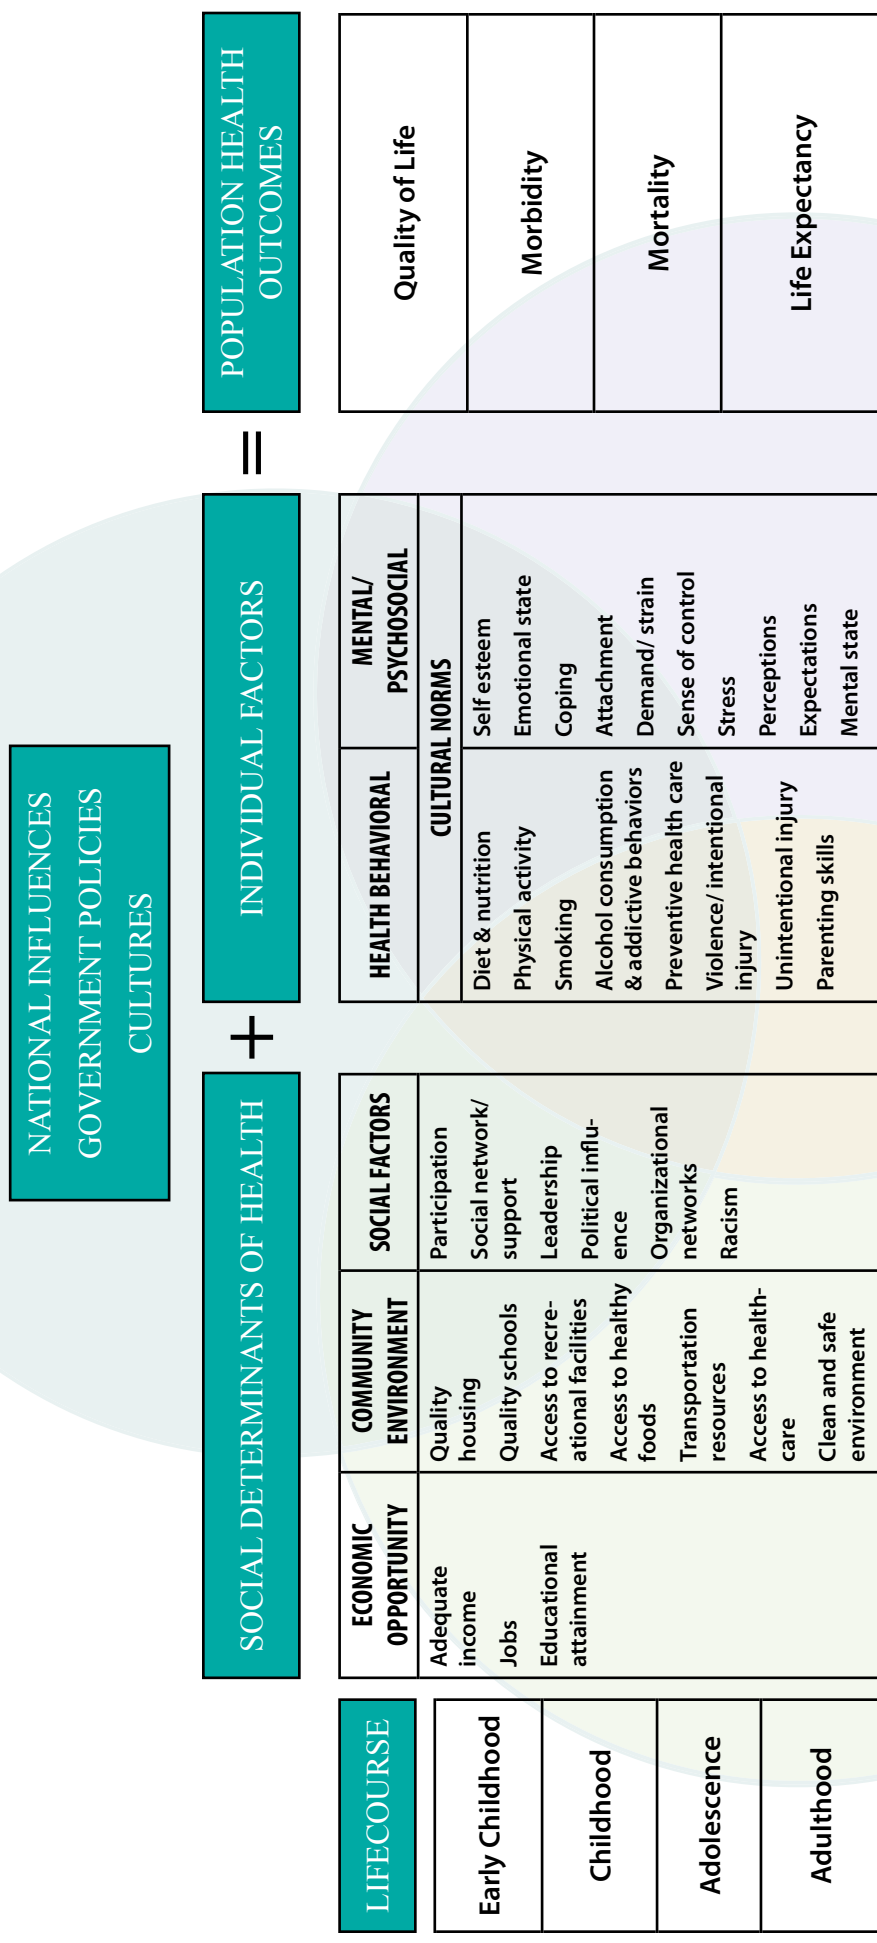 NATIONAL INFLUENCES
GOVERNMENT POLICIES
CULTURES
SOCIAL DETERMINANTS OF HEALTH
+
INDIVIDUAL FACTORS
=
POPULATION HEALTH
OUTCOMES
LIFECOURSE
Early Childhood
Childhood
Adolescence
Adulthood
ECONOMIC
OPPORTUNITY
Adequate
income
Jobs
Educational
attainment
COMMUNITY
ENVIRONMENT
Quality
housing
Quality schools
Access to recre-
ational facilities
Access to healthy
foods
Transportation
resources
Access to health-
care
Clean and safe
environment
SOCIAL FACTORS
Participation
Social network/
support
Leadership
Political influ-
ence
Organizational
networks
Racism
HEALTH BEHAVIORAL
MENTAL/
PSYCHOSOCIAL
CULTURAL NORMS
Diet & nutrition
Physical activity
Smoking
Alcohol consumption
& addictive behaviors
Preventive health care
Violence/ intentional
injury
Unintentional injury
Parenting skills
Self esteem
Emotional state
Coping
Attachment
Demand/ strain
Sense of control
Stress
Perceptions
Expectations
Mental state
Quality of Life
Morbidity
Mortality
Life Expectancy